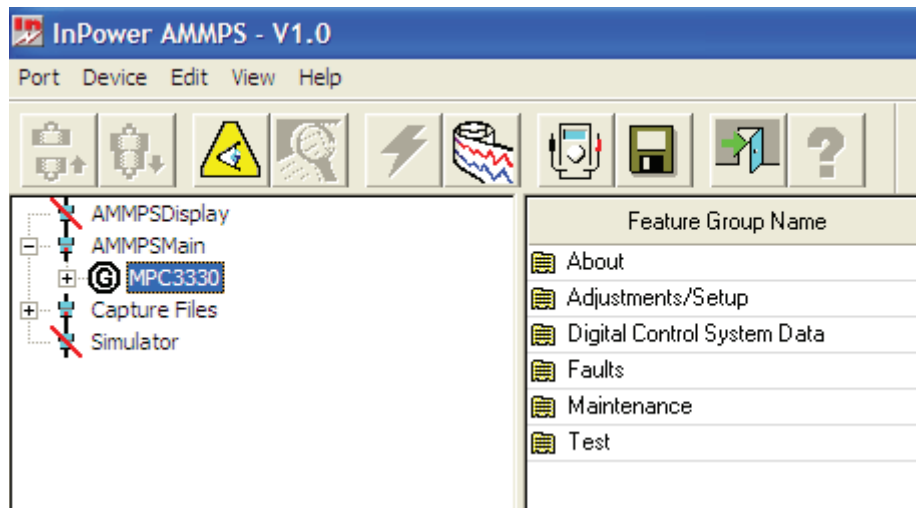 InPower AMMPS - V1.0
Port Device Edit View Help
AMMPSDisplay
AMMPSMain
G MPC3330
Capture Files
Simulator
Feature Group Name
About
Adjustments/Setup
Digital Control System Data
Faults
Maintenance
Test